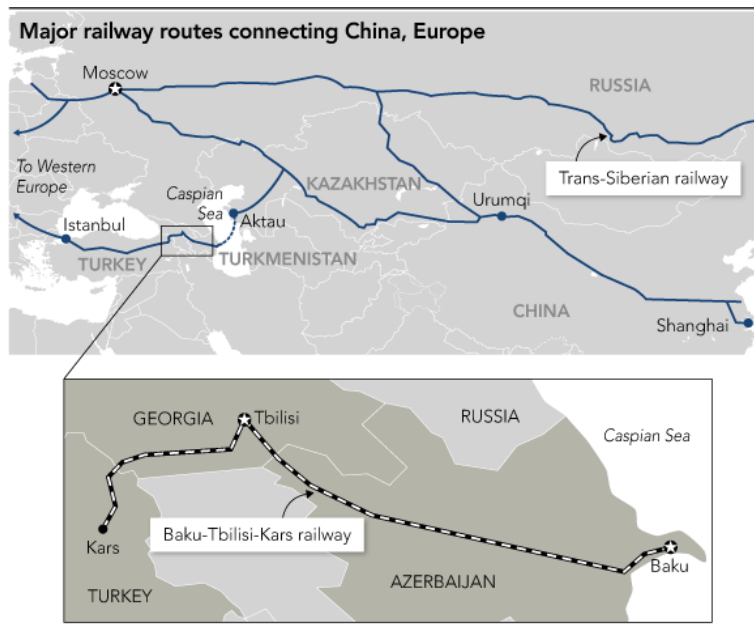 Major railway routes connecting China, Europe
Moscow
RUSSIA
To Western
Europe
Caspian
Sea
KAZAKHSTAN
Trans-Siberian railway
Urumqi
Istanbul
Aktau
TURKEY
TURKMENISTAN
CHINA
Shanghai
GEORGIA
Tbilisi
RUSSIA
Caspian Sea
Baku-Tbilisi-Kars railway
Kars
Baku
AZERBAIJAN
TURKEY